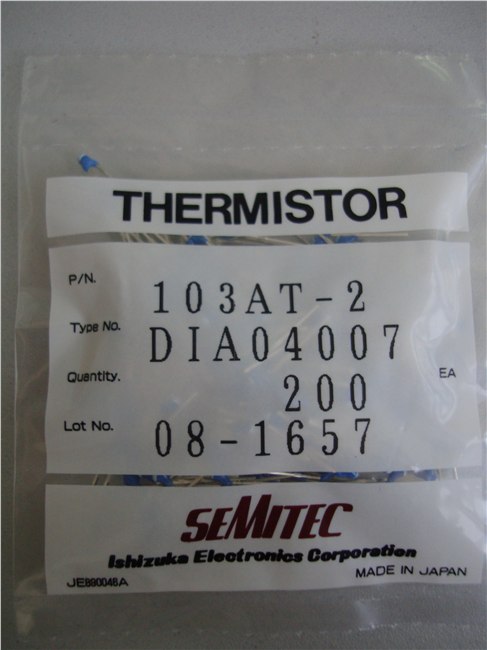 THERMISTOR
P/N. 103AT-2
Type No. DIA04007
Quantity. 200 EA
Lot No. 08-1657
SEMITEC
Ishizuka Electronics Corporation
JE890046A MADE IN JAPAN